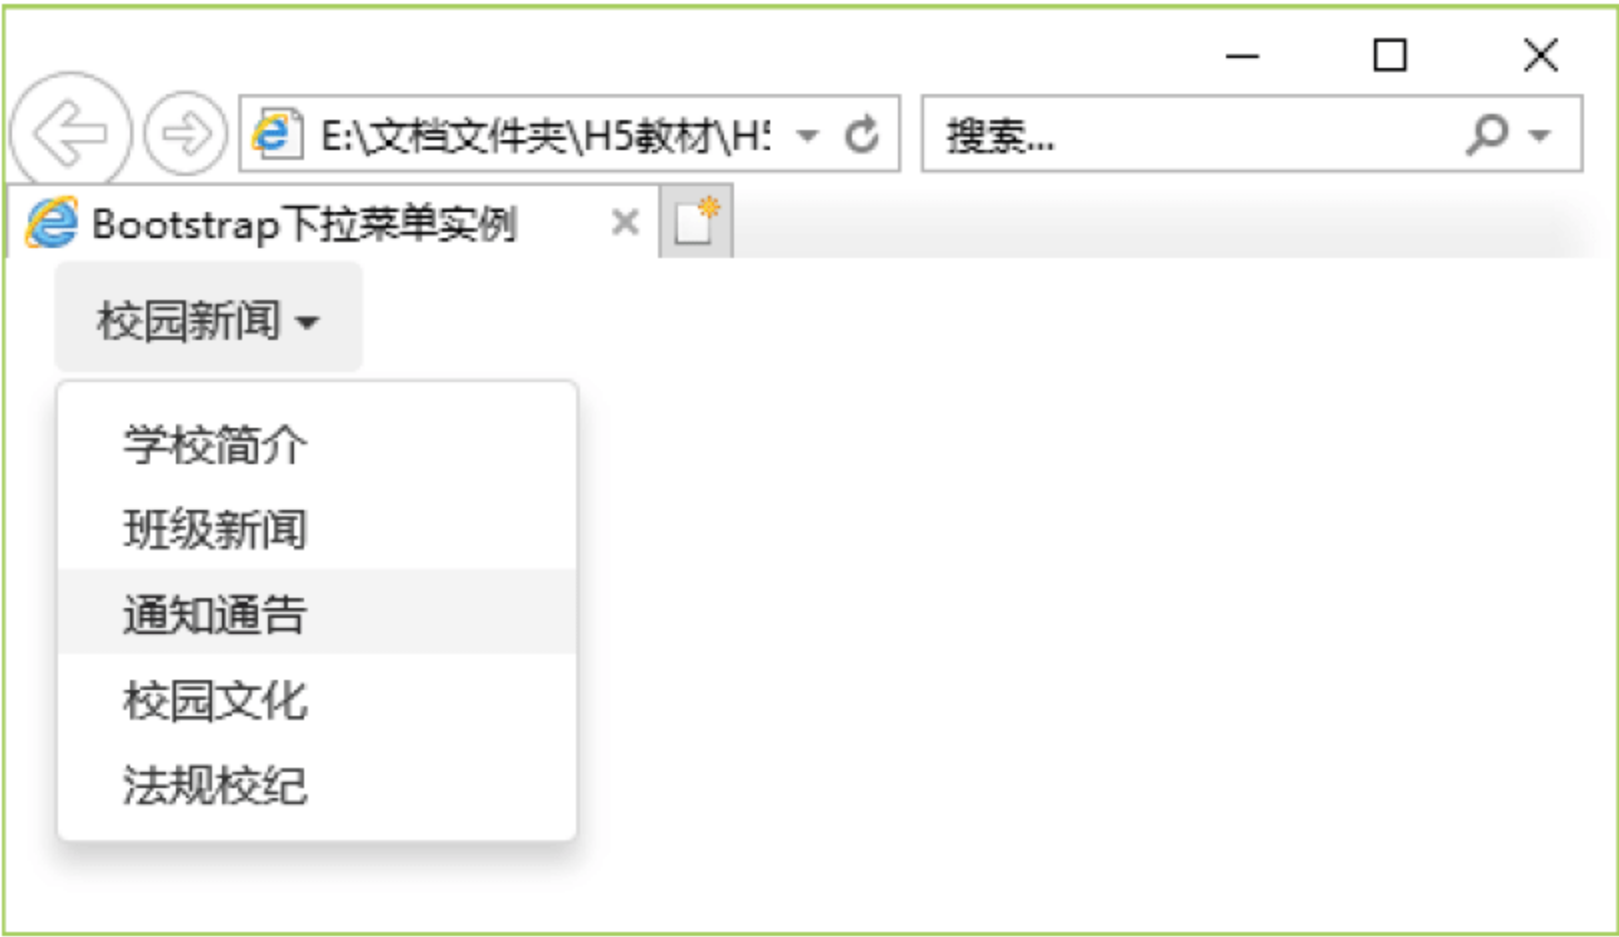 E:\文档文件夹\H5教材\H5
搜索...
Bootstrap下拉菜单实例
校园新闻
学校简介
班级新闻
通知通告
校园文化
法规校纪